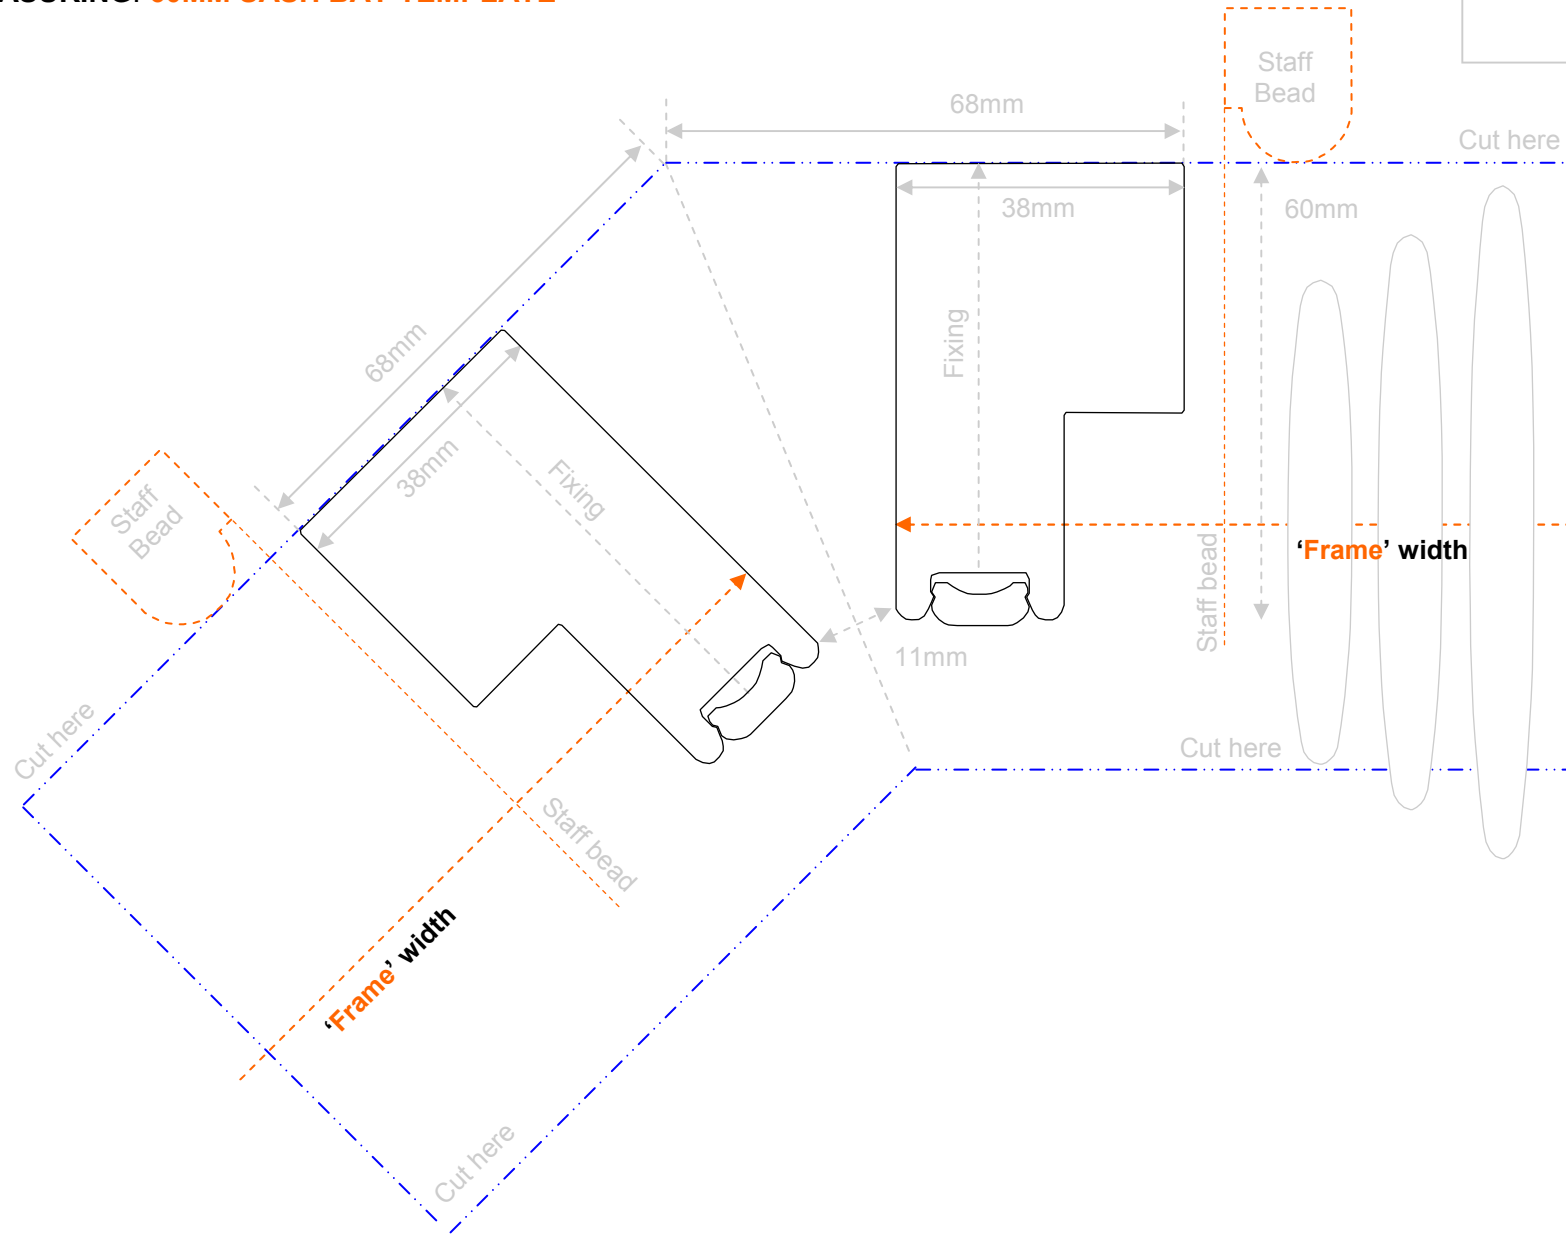 Staff
Bead
68mm
Cut here
38mm
60mm
Fixing
68mm
38mm
Fixing
Staff
Bead
'Frame' width
Staff bead
11mm
Cut here
Cut here
Staff bead
'Frame' width
Cut here